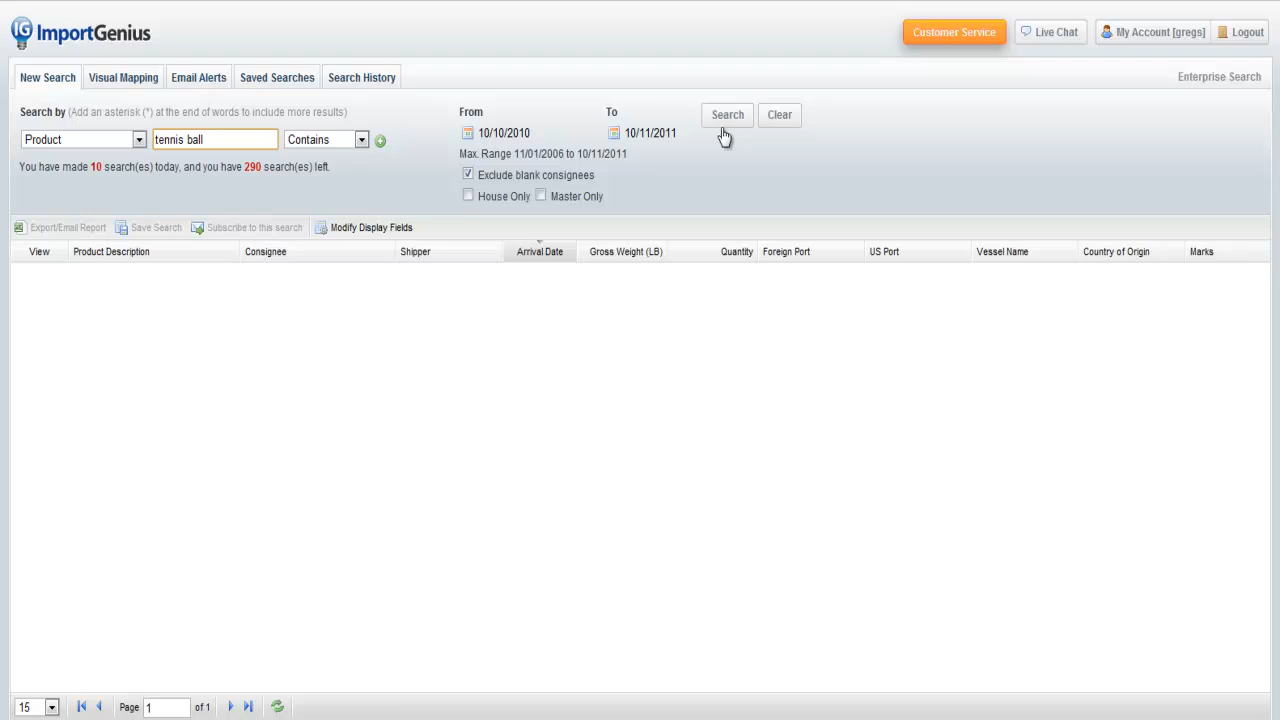 IG ImportGenius
Customer Service Live Chat My Account [gregs] Logout
New Search Visual Mapping Email Alerts Saved Searches Search History Enterprise Search
Search by (Add an asterisk (*) at the end of words to include more results) From To Search Clear
Product tennis ball Contains 10/10/2010 10/11/2011
Max. Range 11/01/2006 to 10/11/2011
You have made 10 search(es) today, and you have 290 search(es) left.
Exclude blank consignees
House Only Master Only
Export/Email Report Save Search Subscribe to this search Modify Display Fields
View Product Description Consignee Shipper Arrival Date Gross Weight (LB) Quantity Foreign Port US Port Vessel Name Country of Origin Marks
15 Page 1 of 1